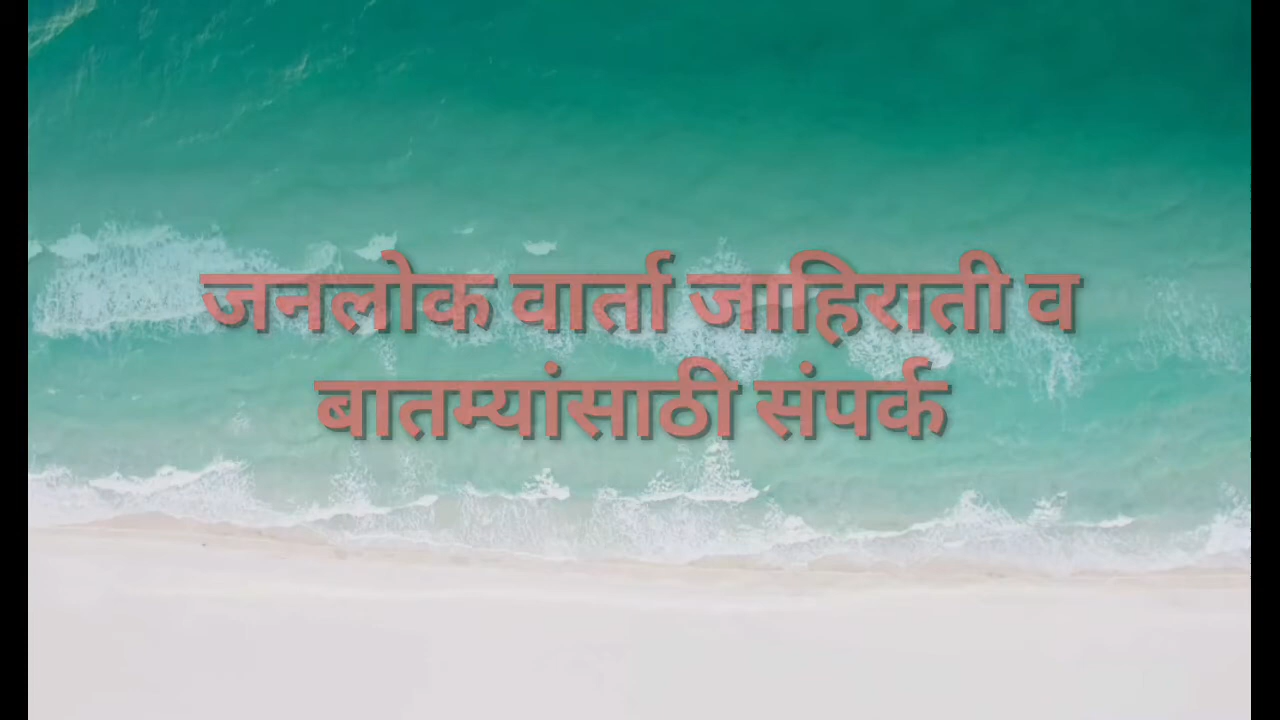 जनलोक वार्ता जाहिराती व
बातम्यांसाठी संपर्क